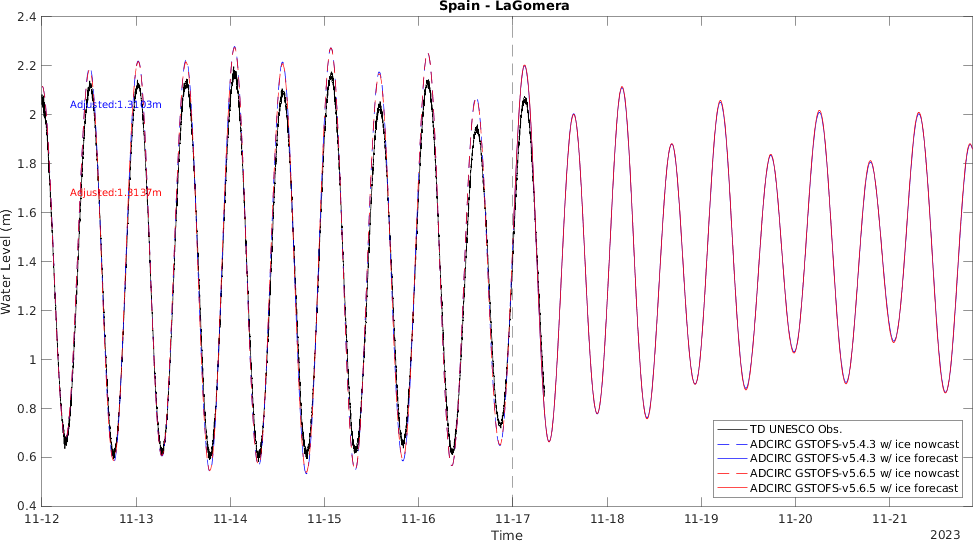 Spain - LaGomera
2.4
2.2
2
1.8
1.6
1.4
1.2
1
0.8
0.6
0.4
Water Level (m)
Adjusted:1.3103m
Adjusted:1.3137m
TD UNESCO Obs.
ADCIRC GSTOFS-v5.4.3 w/ ice nowcast
ADCIRC GSTOFS-v5.4.3 w/ ice forecast
ADCIRC GSTOFS-v5.6.5 w/ ice nowcast
ADCIRC GSTOFS-v5.6.5 w/ ice forecast
11-12 11-13 11-14 11-15 11-16 11-17 11-18 11-19 11-20 11-21
Time
2023